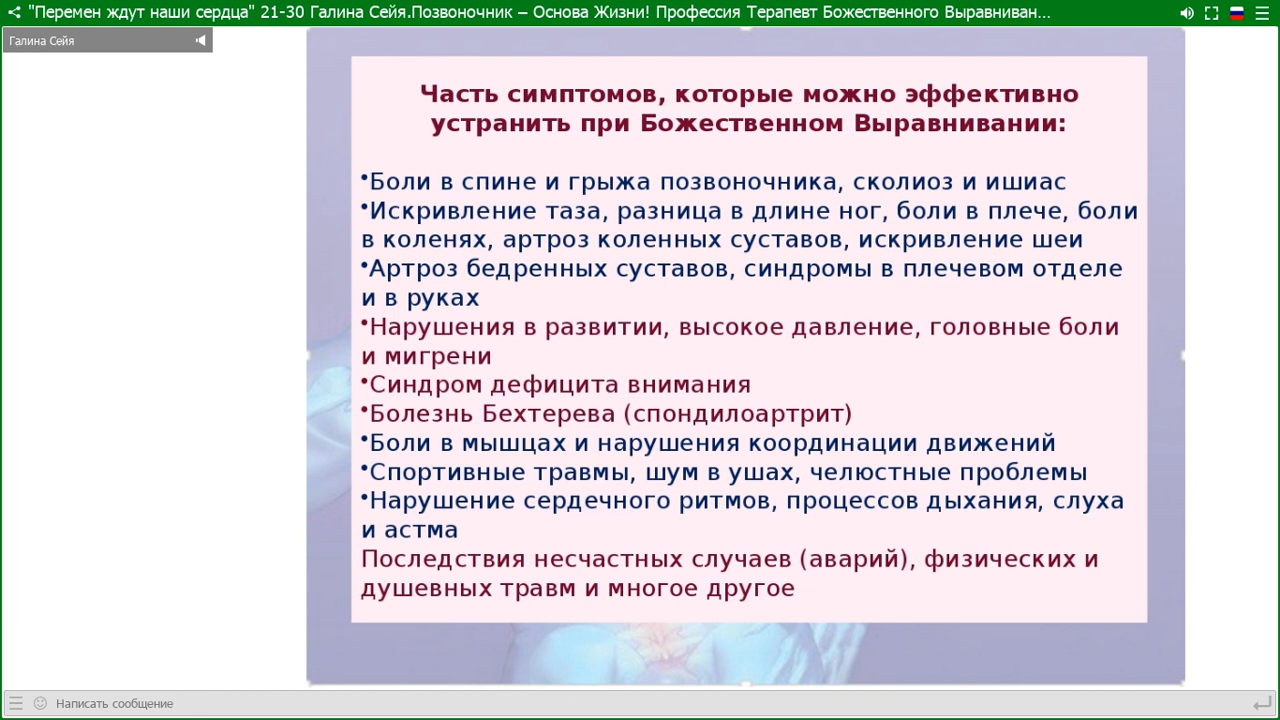 "Перемен ждут наши сердца" 21-30 Галина Сейя.Позвоночник – Основа Жизни! Профессия Терапевт Божественного Выравниван...
Галина Сейя
Часть симптомов, которые можно эффективно
устранить при Божественном Выравнивании:
•Боли в спине и грыжа позвоночника, сколиоз и ишиас
•Искривление таза, разница в длине ног, боли в плече, боли
в коленях, артроз коленных суставов, искривление шеи
•Артроз бедренных суставов, синдромы в плечевом отделе
и в руках
•Нарушения в развитии, высокое давление, головные боли
и мигрени
•Синдром дефицита внимания
•Болезнь Бехтерева (спондилоартрит)
•Боли в мышцах и нарушения координации движений
•Спортивные травмы, шум в ушах, челюстные проблемы
•Нарушение сердечного ритмов, процессов дыхания, слуха
и астма
Последствия несчастных случаев (аварий), физических и
душевных травм и многое другое
Написать сообщение